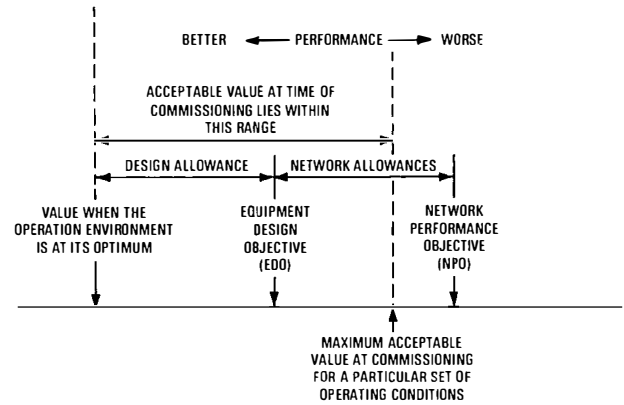 BETTER PERFORMANCE WORSE
ACCEPTABLE VALUE AT TIME OF
COMMISSIONING LIES WITHIN
THIS RANGE
DESIGN ALLOWANCE NETWORK ALLOWANCES
VALUE WHEN THE
OPERATION ENVIRONMENT
IS AT ITS OPTIMUM
EQUIPMENT
DESIGN
OBJECTIVE
(EDO)
NETWORK
PERFORMANCE
OBJECTIVE
(NPO)
MAXIMUM ACCEPTABLE
VALUE AT COMMISSIONING
FOR A PARTICULAR SET OF
OPERATING CONDITIONS